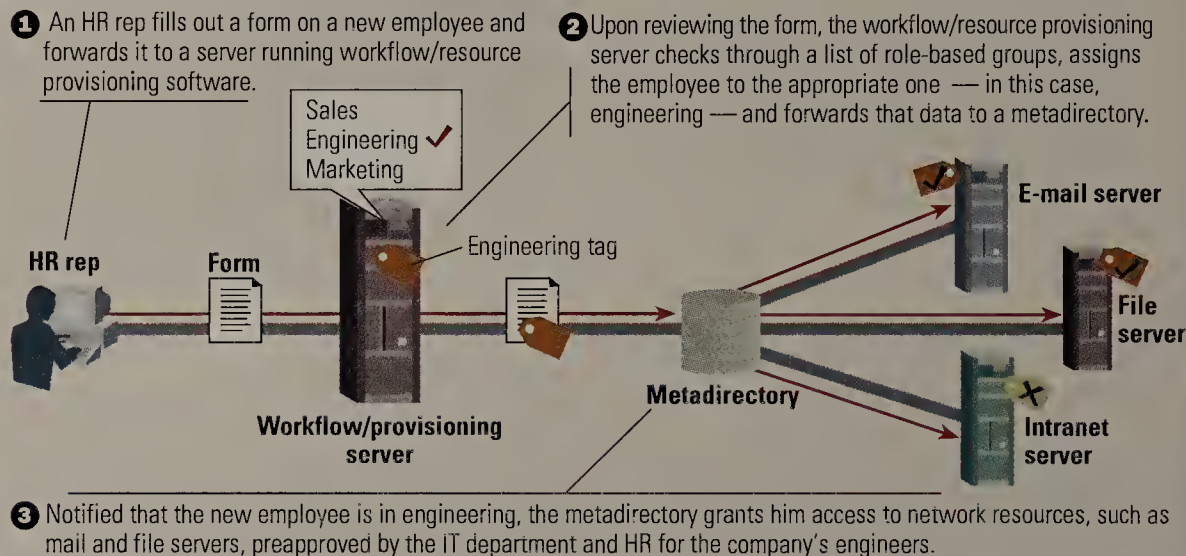 1 An HR rep fills out a form on a new employee and
forwards it to a server running workflow/resource
provisioning software.
2 Upon reviewing the form, the workflow/resource provisioning
server checks through a list of role-based groups, assigns
the employee to the appropriate one — in this case,
engineering — and forwards that data to a metadirectory.
Sales
Engineering ✓
Marketing
E-mail server
Engineering tag
HR rep
Form
File
server
Metadirectory
Workflow/provisioning
server
Intranet
server
3 Notified that the new employee is in engineering, the metadirectory grants him access to network resources, such as
mail and file servers, preapproved by the IT department and HR for the company's engineers.